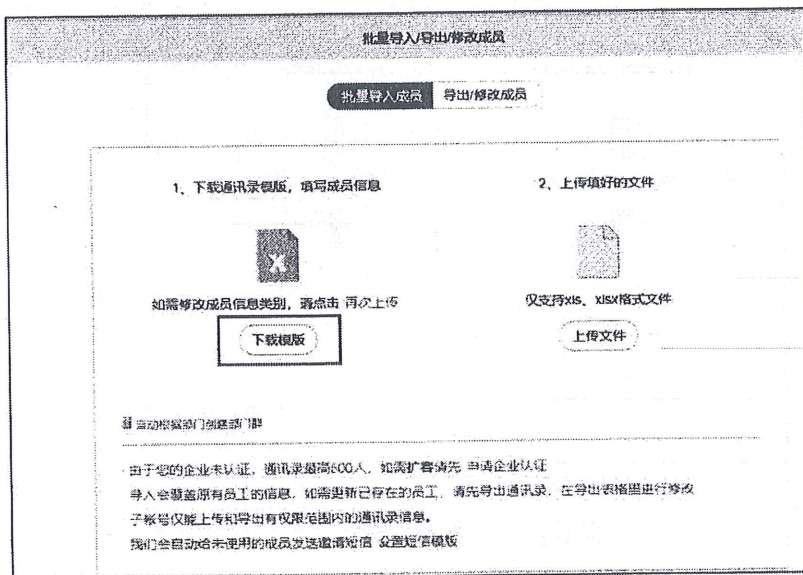 批量导入/导出/修改成员
批量导入成员 导出/修改成员
1、下载通讯录模版，填写成员信息
2、上传填好的文件
如需修改成员信息类别，请点击 再次上传
仅支持xls、xlsx格式文件
下载模版
上传文件
自动根据部门创建部门群
由于您的企业未认证，通讯录最高500人，如需扩容请先 申请企业认证
导入会覆盖原有员工的信息，如需更新已存在的员工，请先导出通讯录，在导出表格里进行修改
子帐号仅能上传和导出有权限范围内的通讯录信息。
我们会自动给未使用的成员发送邀请短信 设置短信模版